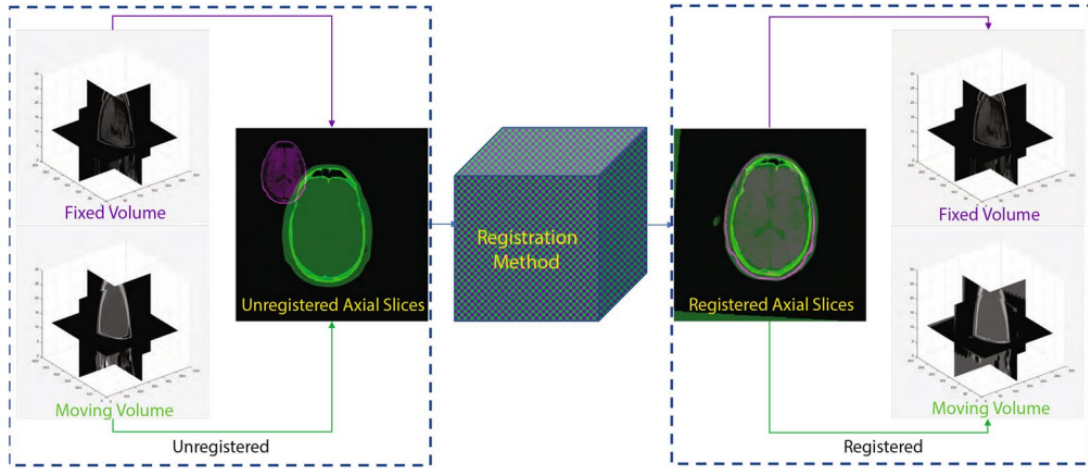 Fixed Volume
Moving Volume
Unregistered Axial Slices
Unregistered
Registration
Method
Registered Axial Slices
Fixed Volume
Moving Volume
Registered